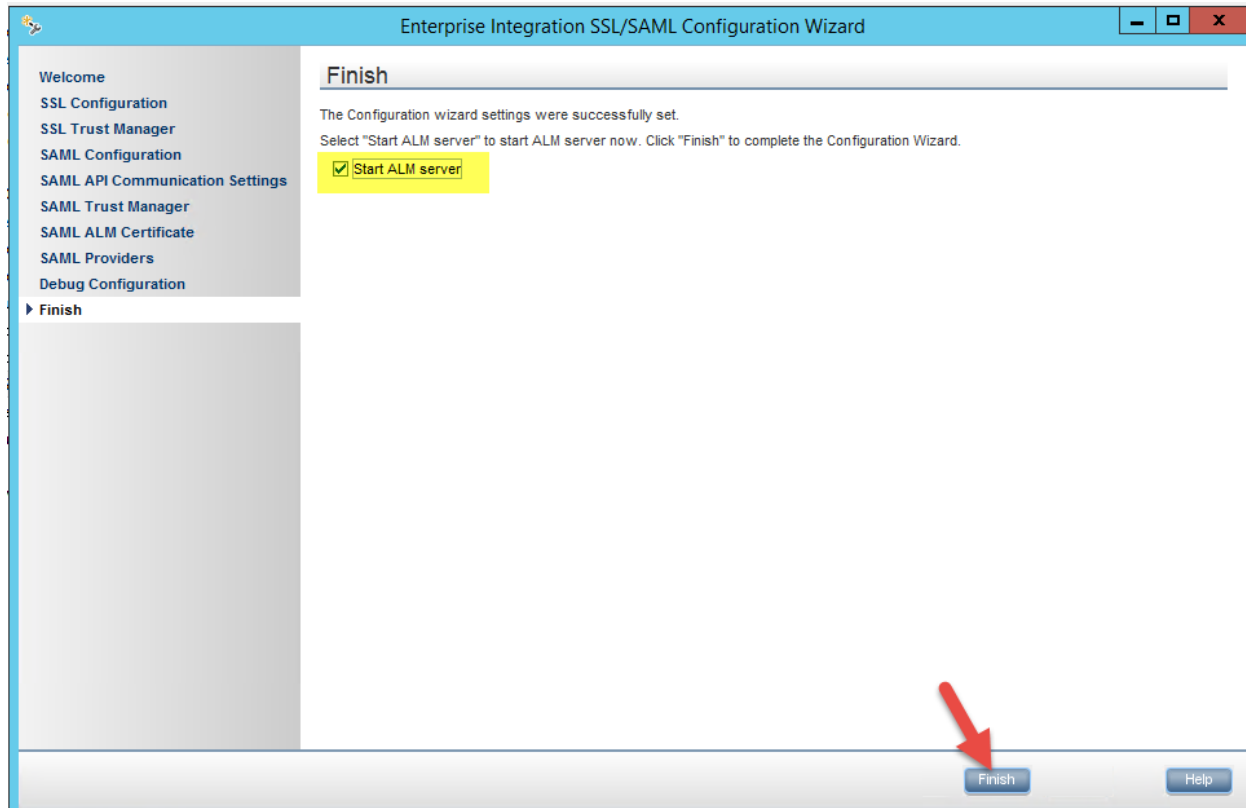 Enterprise Integration SSL/SAML Configuration Wizard
Welcome
SSL Configuration
SSL Trust Manager
SAML Configuration
SAML API Communication Settings
SAML Trust Manager
SAML ALM Certificate
SAML Providers
Debug Configuration
Finish
Finish
The Configuration wizard settings were successfully set.
Select "Start ALM server" to start ALM server now. Click "Finish" to complete the Configuration Wizard.
Start ALM server
Finish
Help